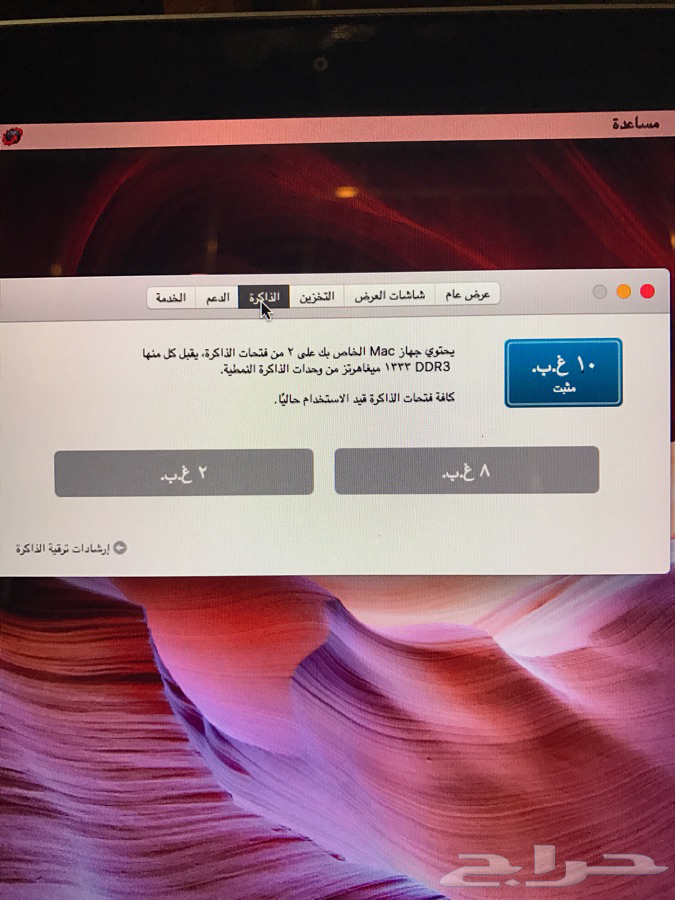 مساعدة
عرض عام
شاشات العرض
التخزين
الذاكرة
الدعم
الخدمة
١٠ غ.ب.
مثبت
يحتوي جهاز Mac الخاص بك على ٢ من فتحات الذاكرة، يقبل كل منها
DDR3 ١٣٣٣ ميغاهرتز من وحدات الذاكرة النمطية.
كافة فتحات الذاكرة قيد الاستخدام حاليًا.
٨ غ.ب.
٢ غ.ب.
إرشادات ترقية الذاكرة
حراج